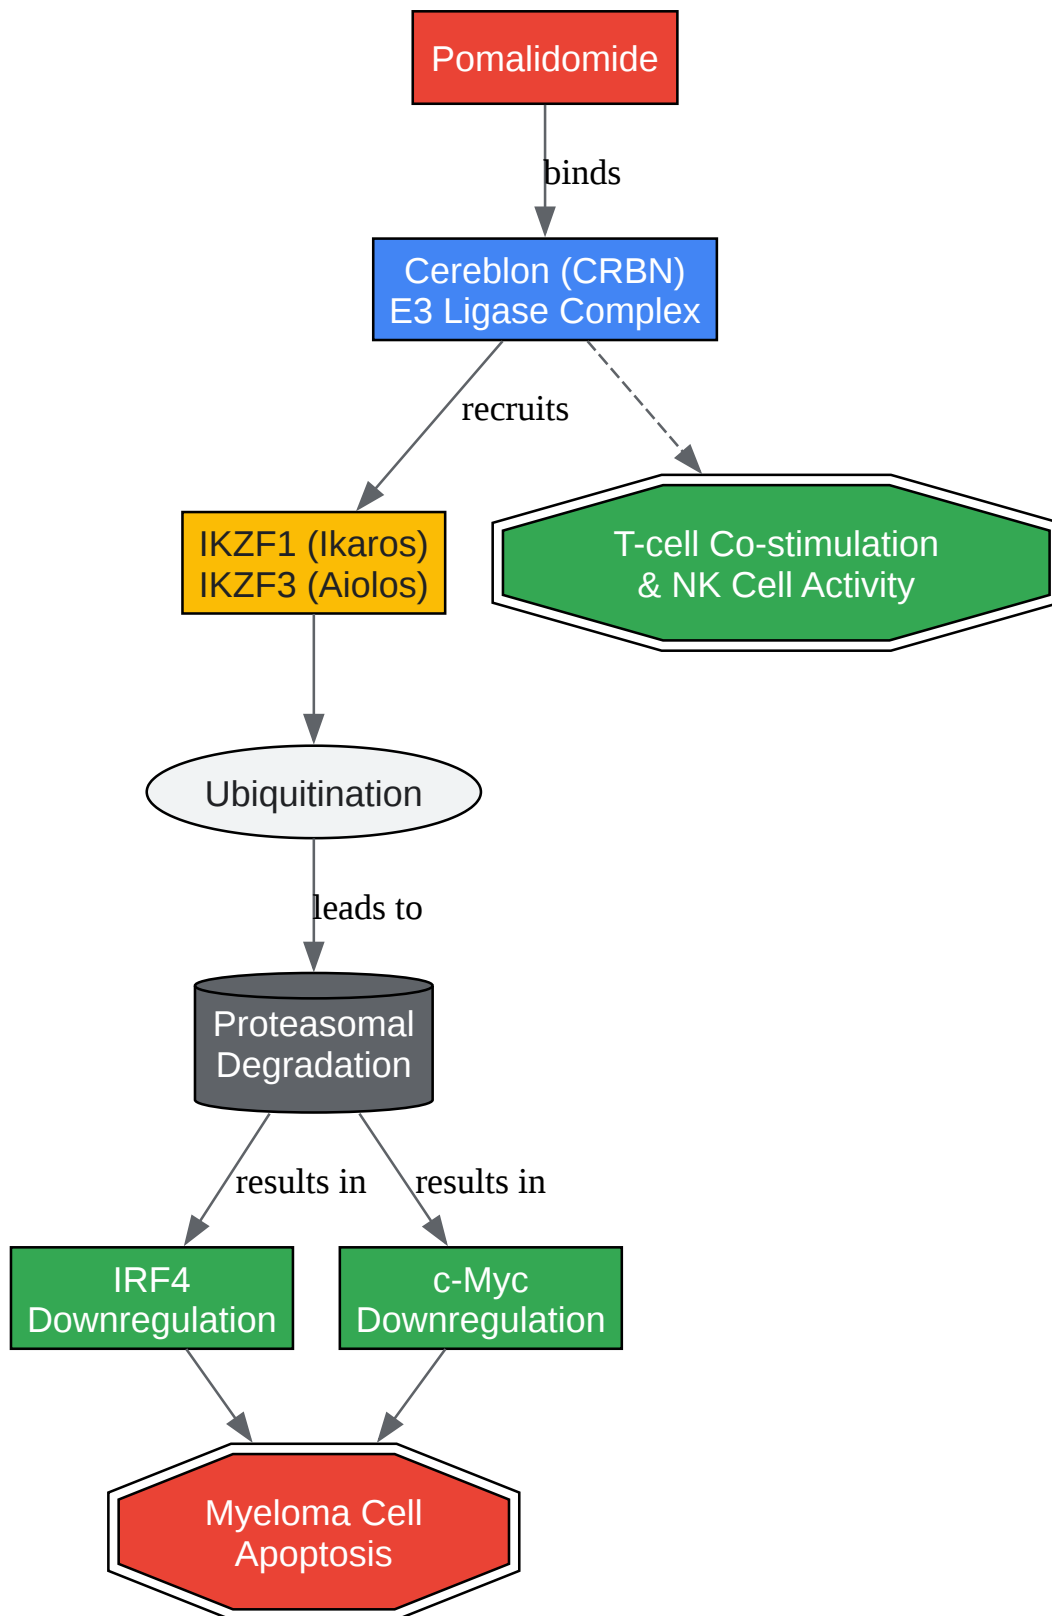 Pomalidomide
binds
Cereblon (CRBN)
E3 Ligase Complex
recruits
IKZF1 (Ikaros)
IKZF3 (Aiolos)
T-cell Co-stimulation
& NK Cell Activity
Ubiquitination
leads to
Proteasomal
Degradation
results in
results in
IRF4
Downregulation
c-Myc
Downregulation
Myeloma Cell
Apoptosis